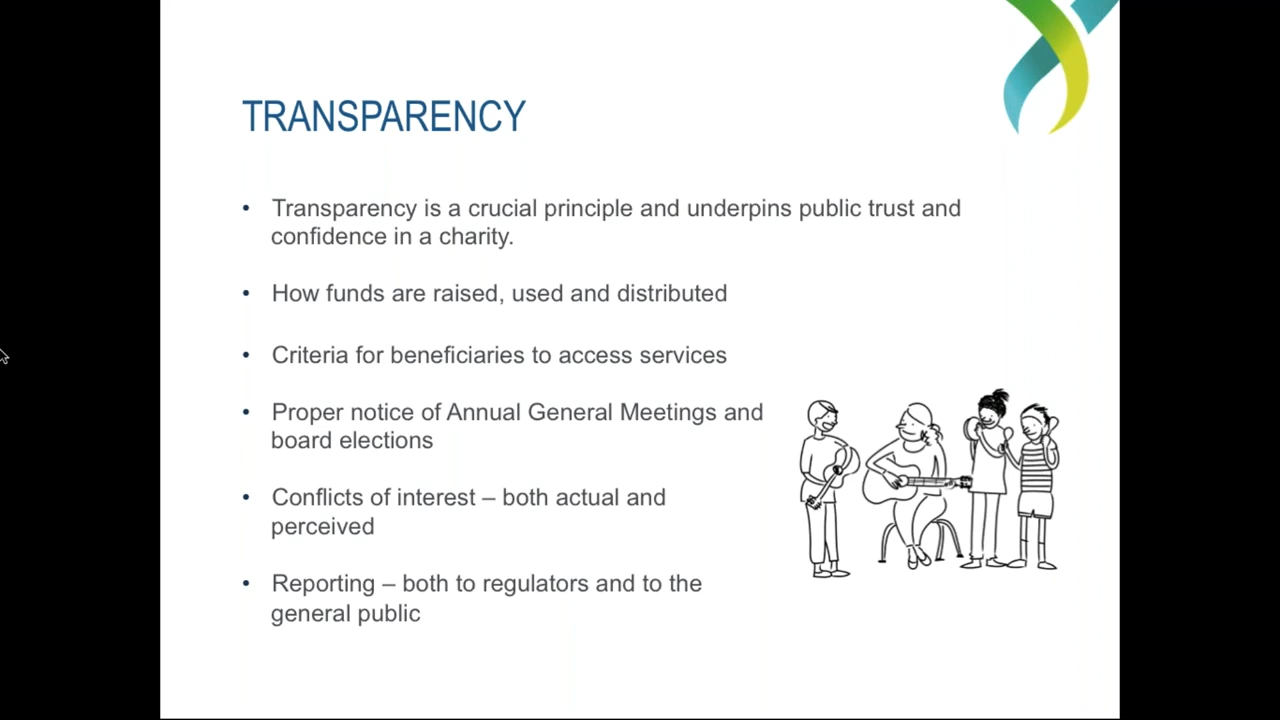 TRANSPARENCY
• Transparency is a crucial principle and underpins public trust and
confidence in a charity.
• How funds are raised, used and distributed
• Criteria for beneficiaries to access services
• Proper notice of Annual General Meetings and
board elections
• Conflicts of interest – both actual and
perceived
• Reporting – both to regulators and to the
general public